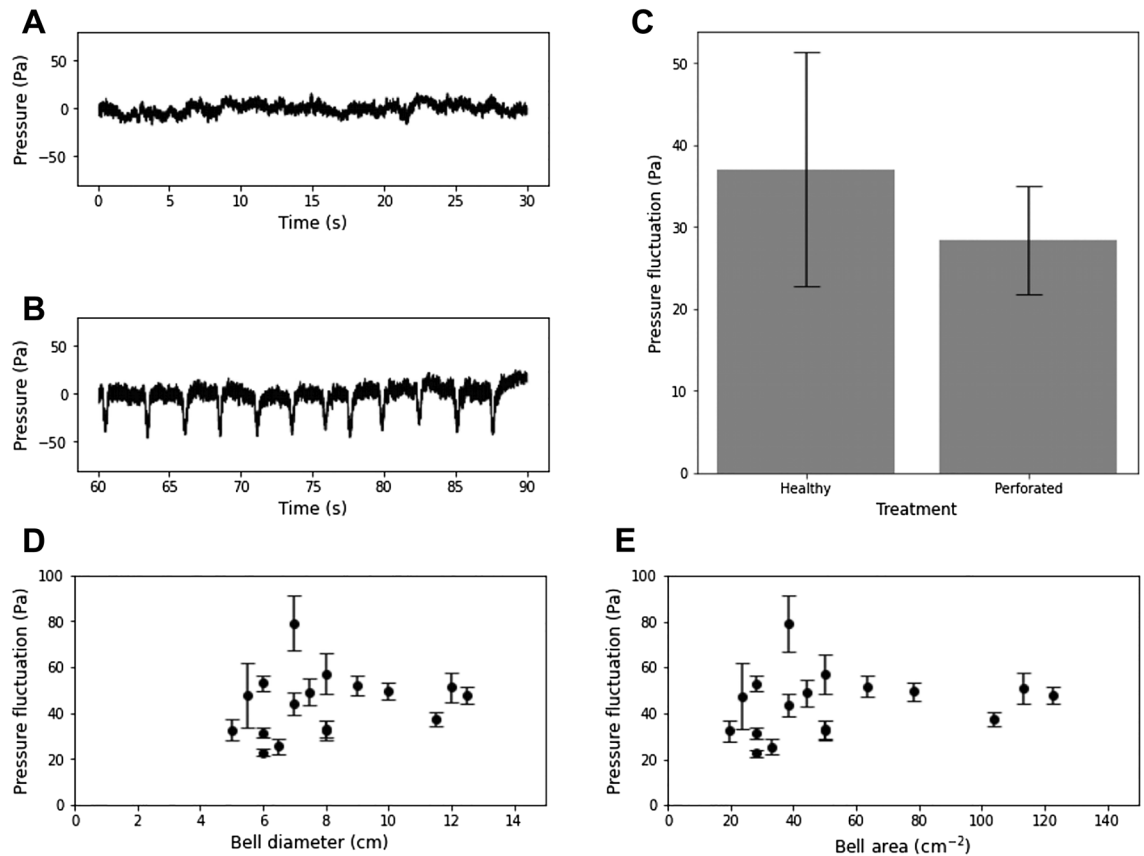 A
Pressure (Pa)
50
0
−50
0 5 10 15 20 25 30
Time (s)
B
Pressure (Pa)
50
0
−50
60 65 70 75 80 85 90
Time (s)
C
Pressure fluctuation (Pa)
50
40
30
20
10
0
Healthy Perforated
Treatment
D
Pressure fluctuation (Pa)
100
80
60
40
20
0
0 2 4 6 8 10 12 14
Bell diameter (cm)
E
Pressure fluctuation (Pa)
100
80
60
40
20
0
0 20 40 60 80 100 120 140
Bell area (cm⁻²)